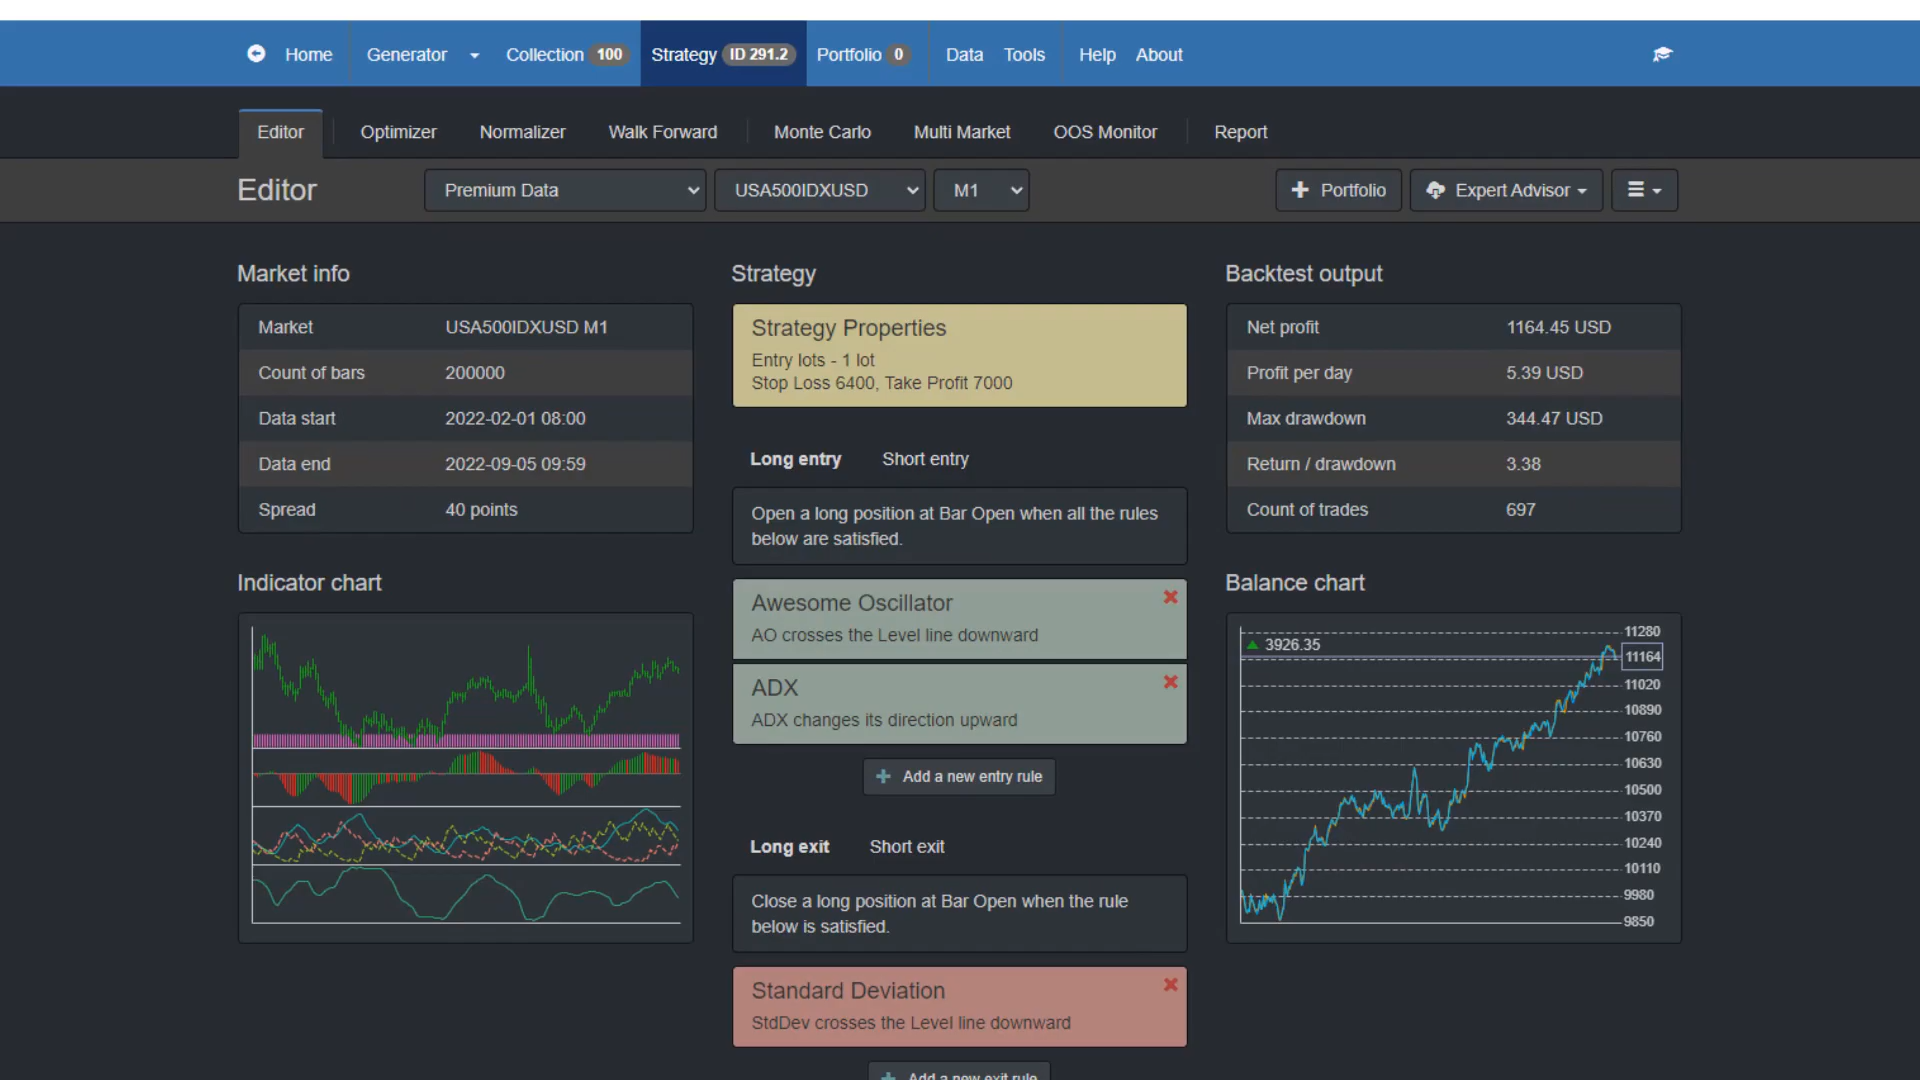 Home
Generator
Collection 100
Strategy ID 291.2
Portfolio 0
Data
Tools
Help
About
Editor
Optimizer
Normalizer
Walk Forward
Monte Carlo
Multi Market
OOS Monitor
Report
Editor
Premium Data
USA500IDXUSD
M1
Portfolio
Expert Advisor
Market info
Market USA500IDXUSD M1
Count of bars 200000
Data start 2022-02-01 08:00
Data end 2022-09-05 09:59
Spread 40 points
Indicator chart
Strategy
Strategy Properties
Entry lots - 1 lot
Stop Loss 6400, Take Profit 7000
Long entry Short entry
Open a long position at Bar Open when all the rules
below are satisfied.
Awesome Oscillator
AO crosses the Level line downward
ADX
ADX changes its direction upward
Add a new entry rule
Long exit Short exit
Close a long position at Bar Open when the rule
below is satisfied.
Standard Deviation
StdDev crosses the Level line downward
Add a new exit rule
Backtest output
Net profit 1164.45 USD
Profit per day 5.39 USD
Max drawdown 344.47 USD
Return / drawdown 3.38
Count of trades 697
Balance chart
3926.35
11280
11164
11020
10890
10760
10630
10500
10370
10240
10110
9980
9850